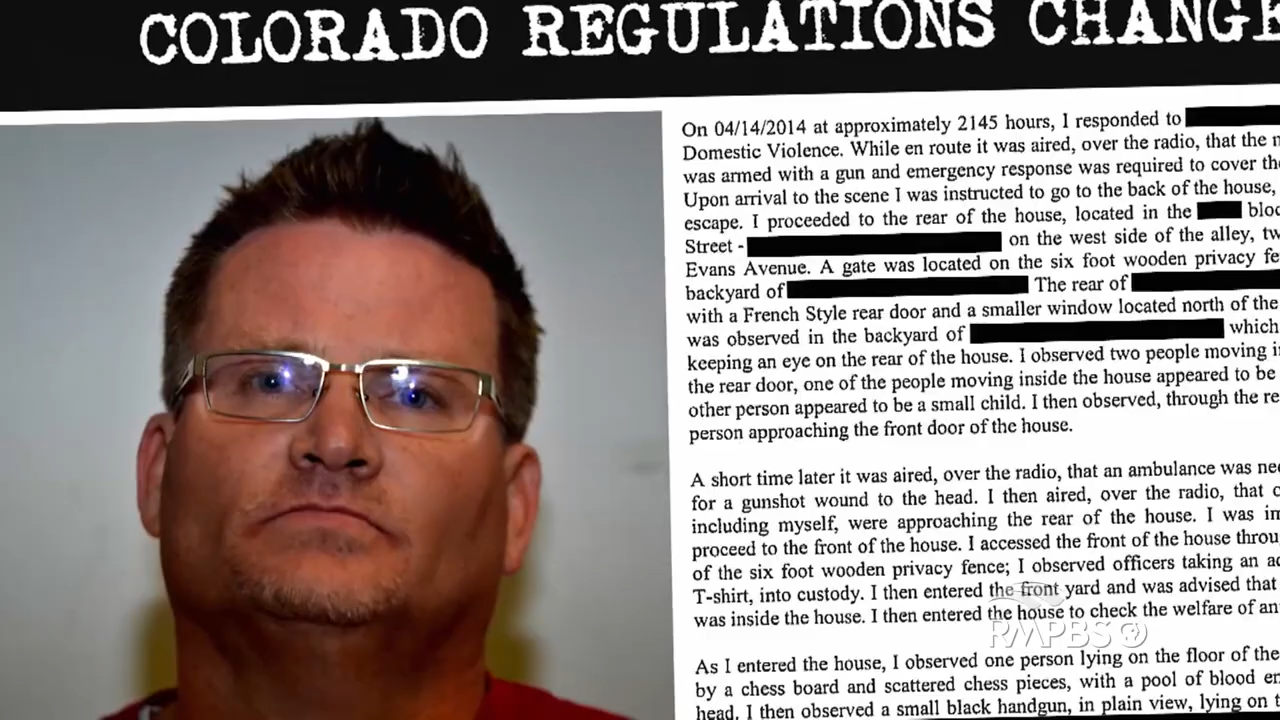 COLORADO REGULATIONS CHANGE
On 04/14/2014 at approximately 2145 hours, I responded to
Domestic Violence. While en route it was aired, over the radio, that the
was armed with a gun and emergency response was required to cover
Upon arrival to the scene I was instructed to go to the back of the house,
escape. I proceeded to the rear of the house, located in the
Street -
on the west side of the alley,
Evans Avenue. A gate was located on the six foot wooden privacy
backyard of
The rear of
with a French Style rear door and a smaller window located north of the
was observed in the backyard of
which
keeping an eye on the rear of the house. I observed two people moving
the rear door, one of the people moving inside the house appeared to be
other person appeared to be a small child. I then observed, through the
person approaching the front door of the house.
A short time later it was aired, over the radio, that an ambulance was
for a gunshot wound to the head. I then aired, over the radio, that
including myself, were approaching the rear of the house. I was
proceed to the front of the house. I accessed the front of the house
of the six foot wooden privacy fence; I observed officers taking an
T-shirt, into custody. I then entered the front yard and was advised that
was inside the house. I then entered the house to check the welfare of
RMPBS
As I entered the house, I observed one person lying on the floor of the
by a chess board and scattered chess pieces, with a pool of blood
head. I then observed a small black handgun, in plain view, lying on